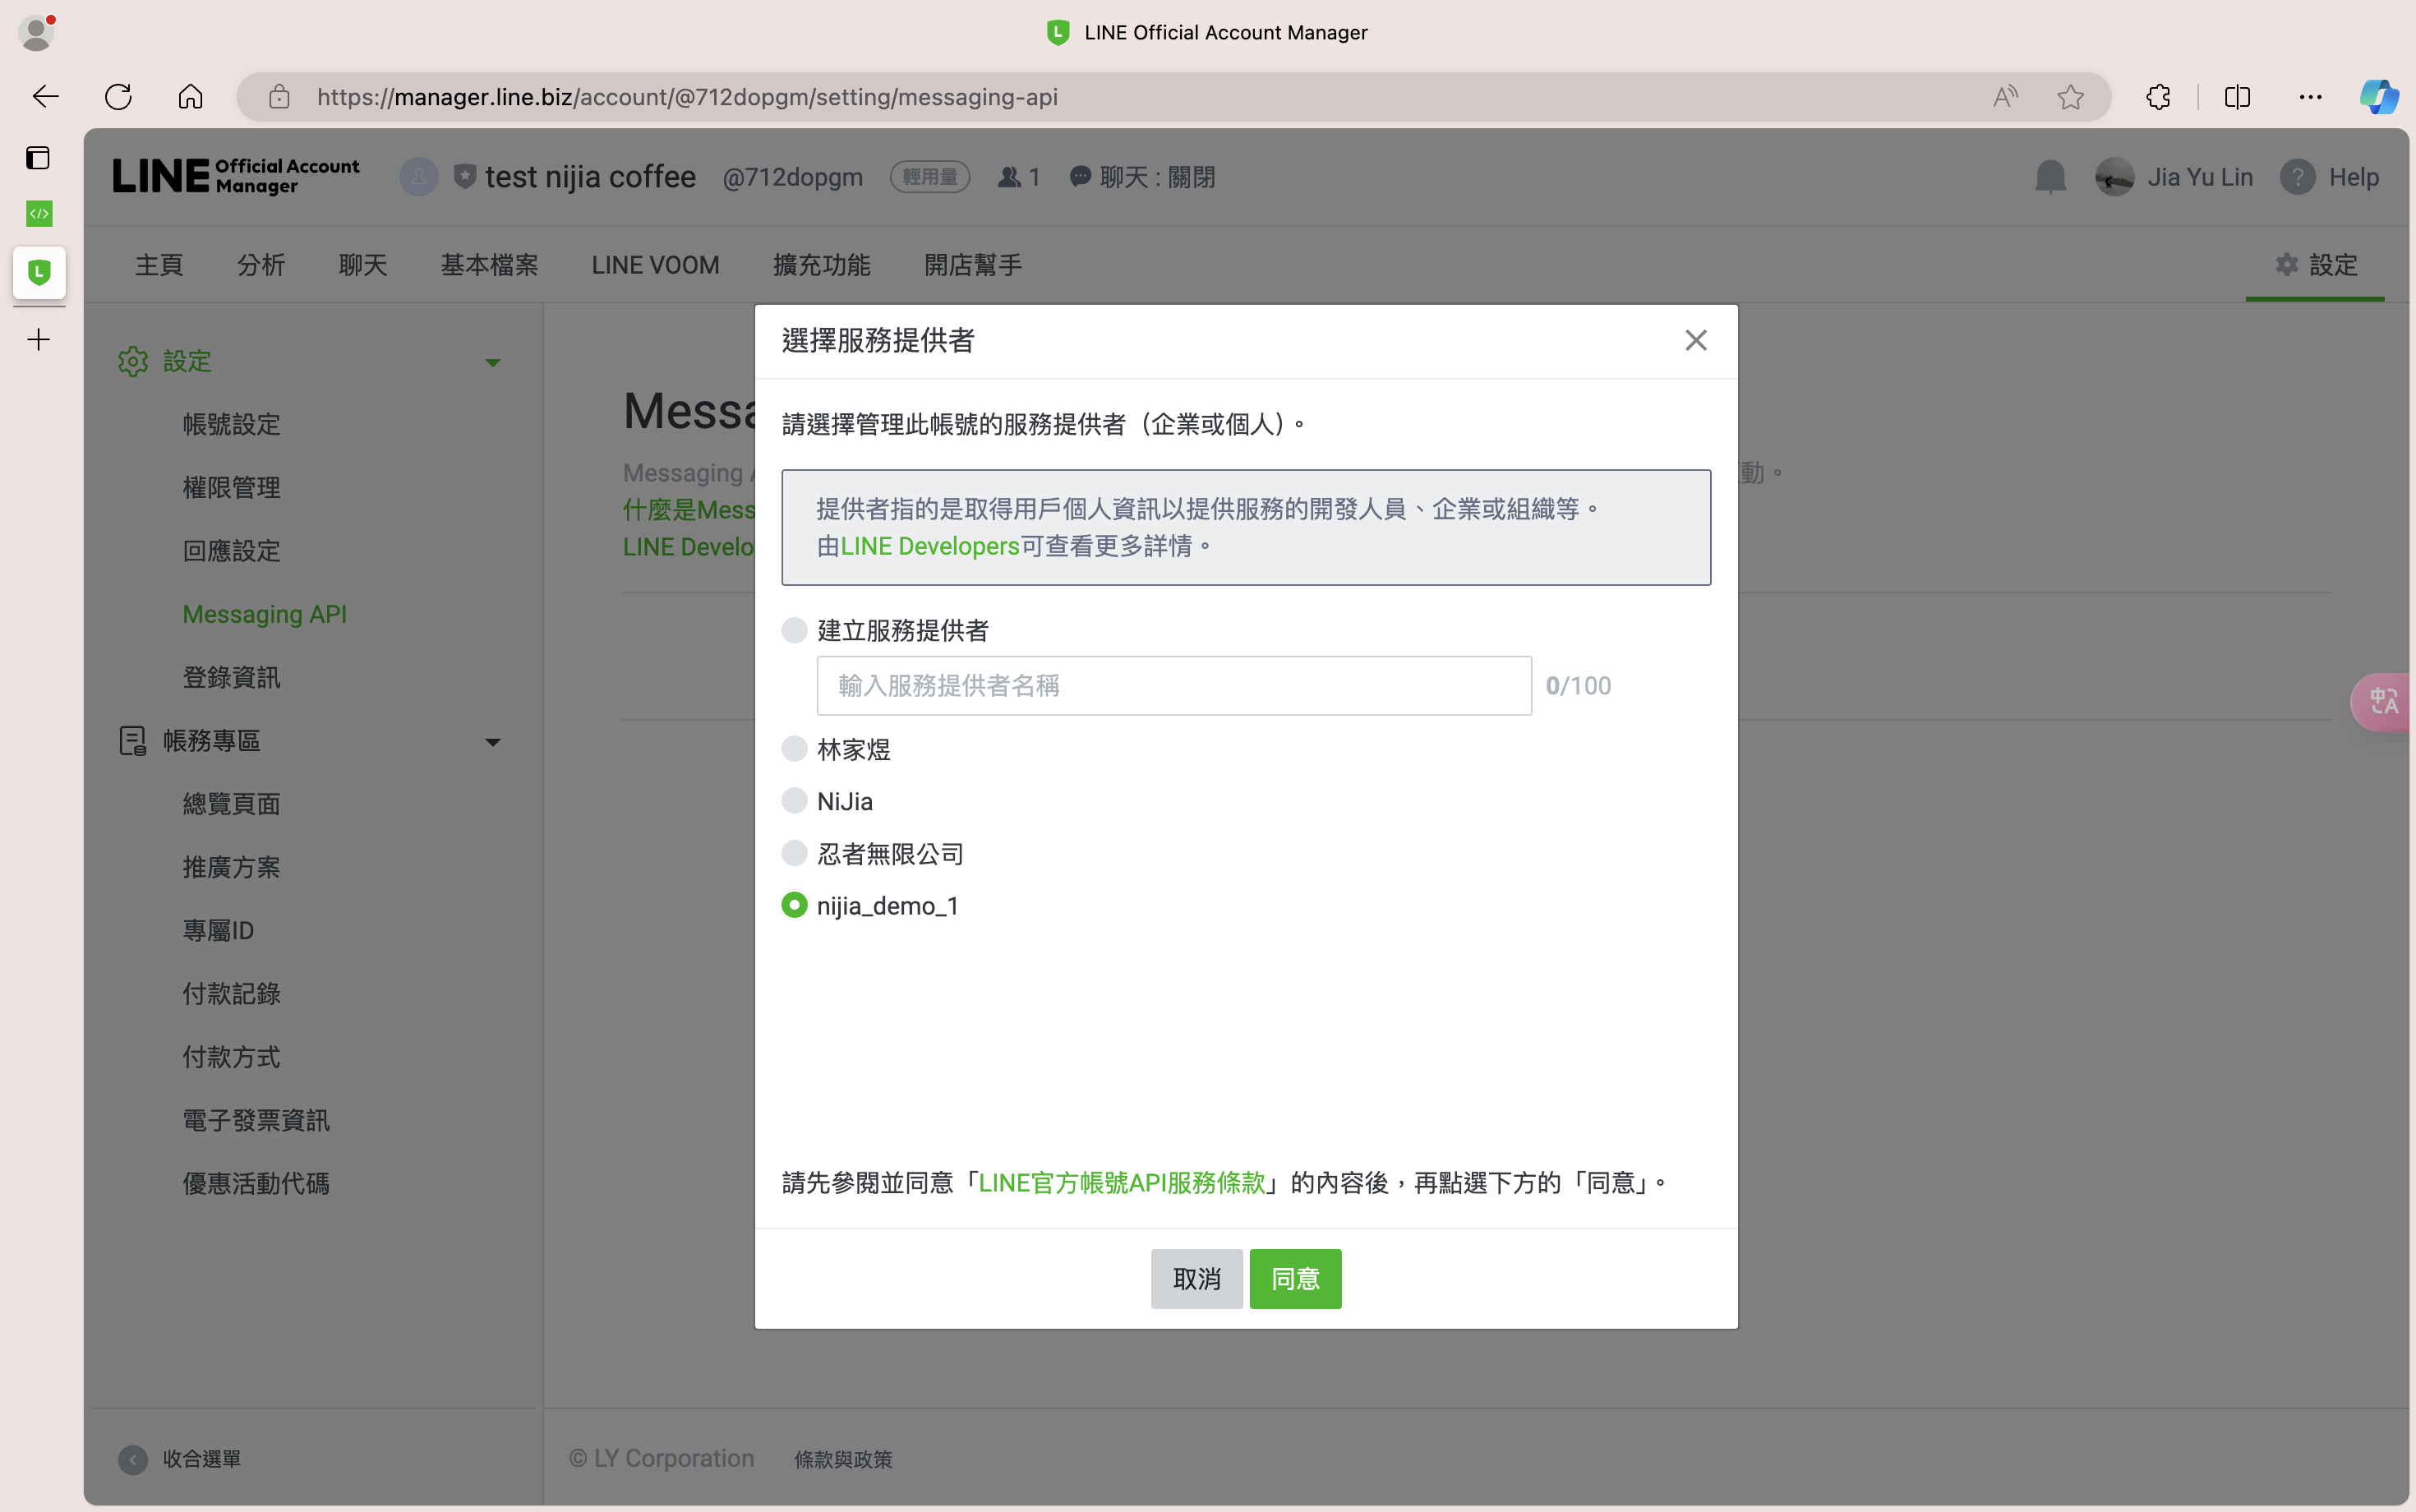 LINE Official Account Manager
https://manager.line.biz/account/@712dopgm/setting/messaging-api
LINE Official Account Manager
test nijia coffee @712dopgm 輕用量 1 聊天 : 關閉
Jia Yu Lin ? Help
主頁 分析 聊天 基本檔案 LINE VOOM 擴充功能 開店幫手 設定
設定
帳號設定
權限管理
回應設定
Messaging API
登錄資訊
帳務專區
總覽頁面
推廣方案
專屬ID
付款記錄
付款方式
電子發票資訊
優惠活動代碼
收合選單
Messa
Messaging A
動。
什麼是Mess
LINE Develo
選擇服務提供者
請選擇管理此帳號的服務提供者（企業或個人）。
提供者指的是取得用戶個人資訊以提供服務的開發人員、企業或組織等。
由LINE Developers可查看更多詳情。
建立服務提供者
輸入服務提供者名稱 0/100
林家煜
NiJia
忍者無限公司
nijia_demo_1
請先參閱並同意「LINE官方帳號API服務條款」的內容後，再點選下方的「同意」。
取消 同意
© LY Corporation 條款與政策